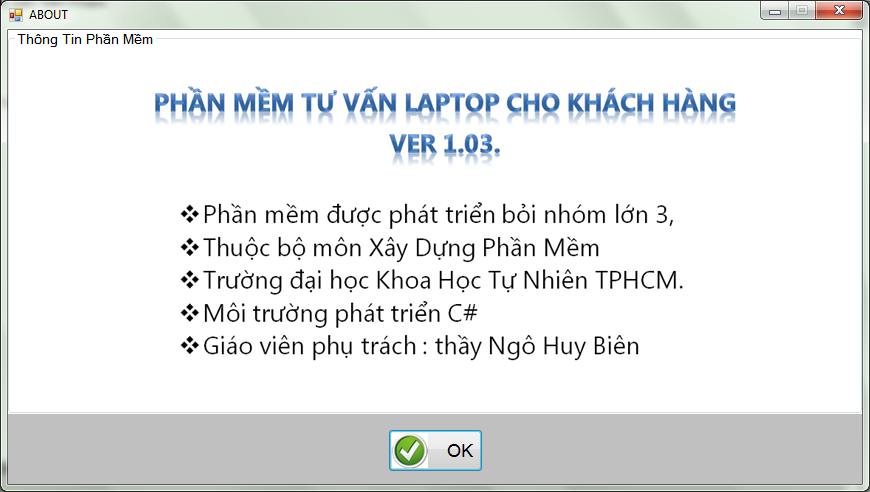 ABOUT
Thông Tin Phần Mềm
PHẦN MỀM TƯ VẤN LAPTOP CHO KHÁCH HÀNG
VER 1.03.
❖Phần mềm được phát triển bởi nhóm lớn 3,
❖Thuộc bộ môn Xây Dựng Phần Mềm
❖Trường đại học Khoa Học Tự Nhiên TPHCM.
❖Môi trường phát triển C#
❖Giáo viên phụ trách : thầy Ngô Huy Biên
OK